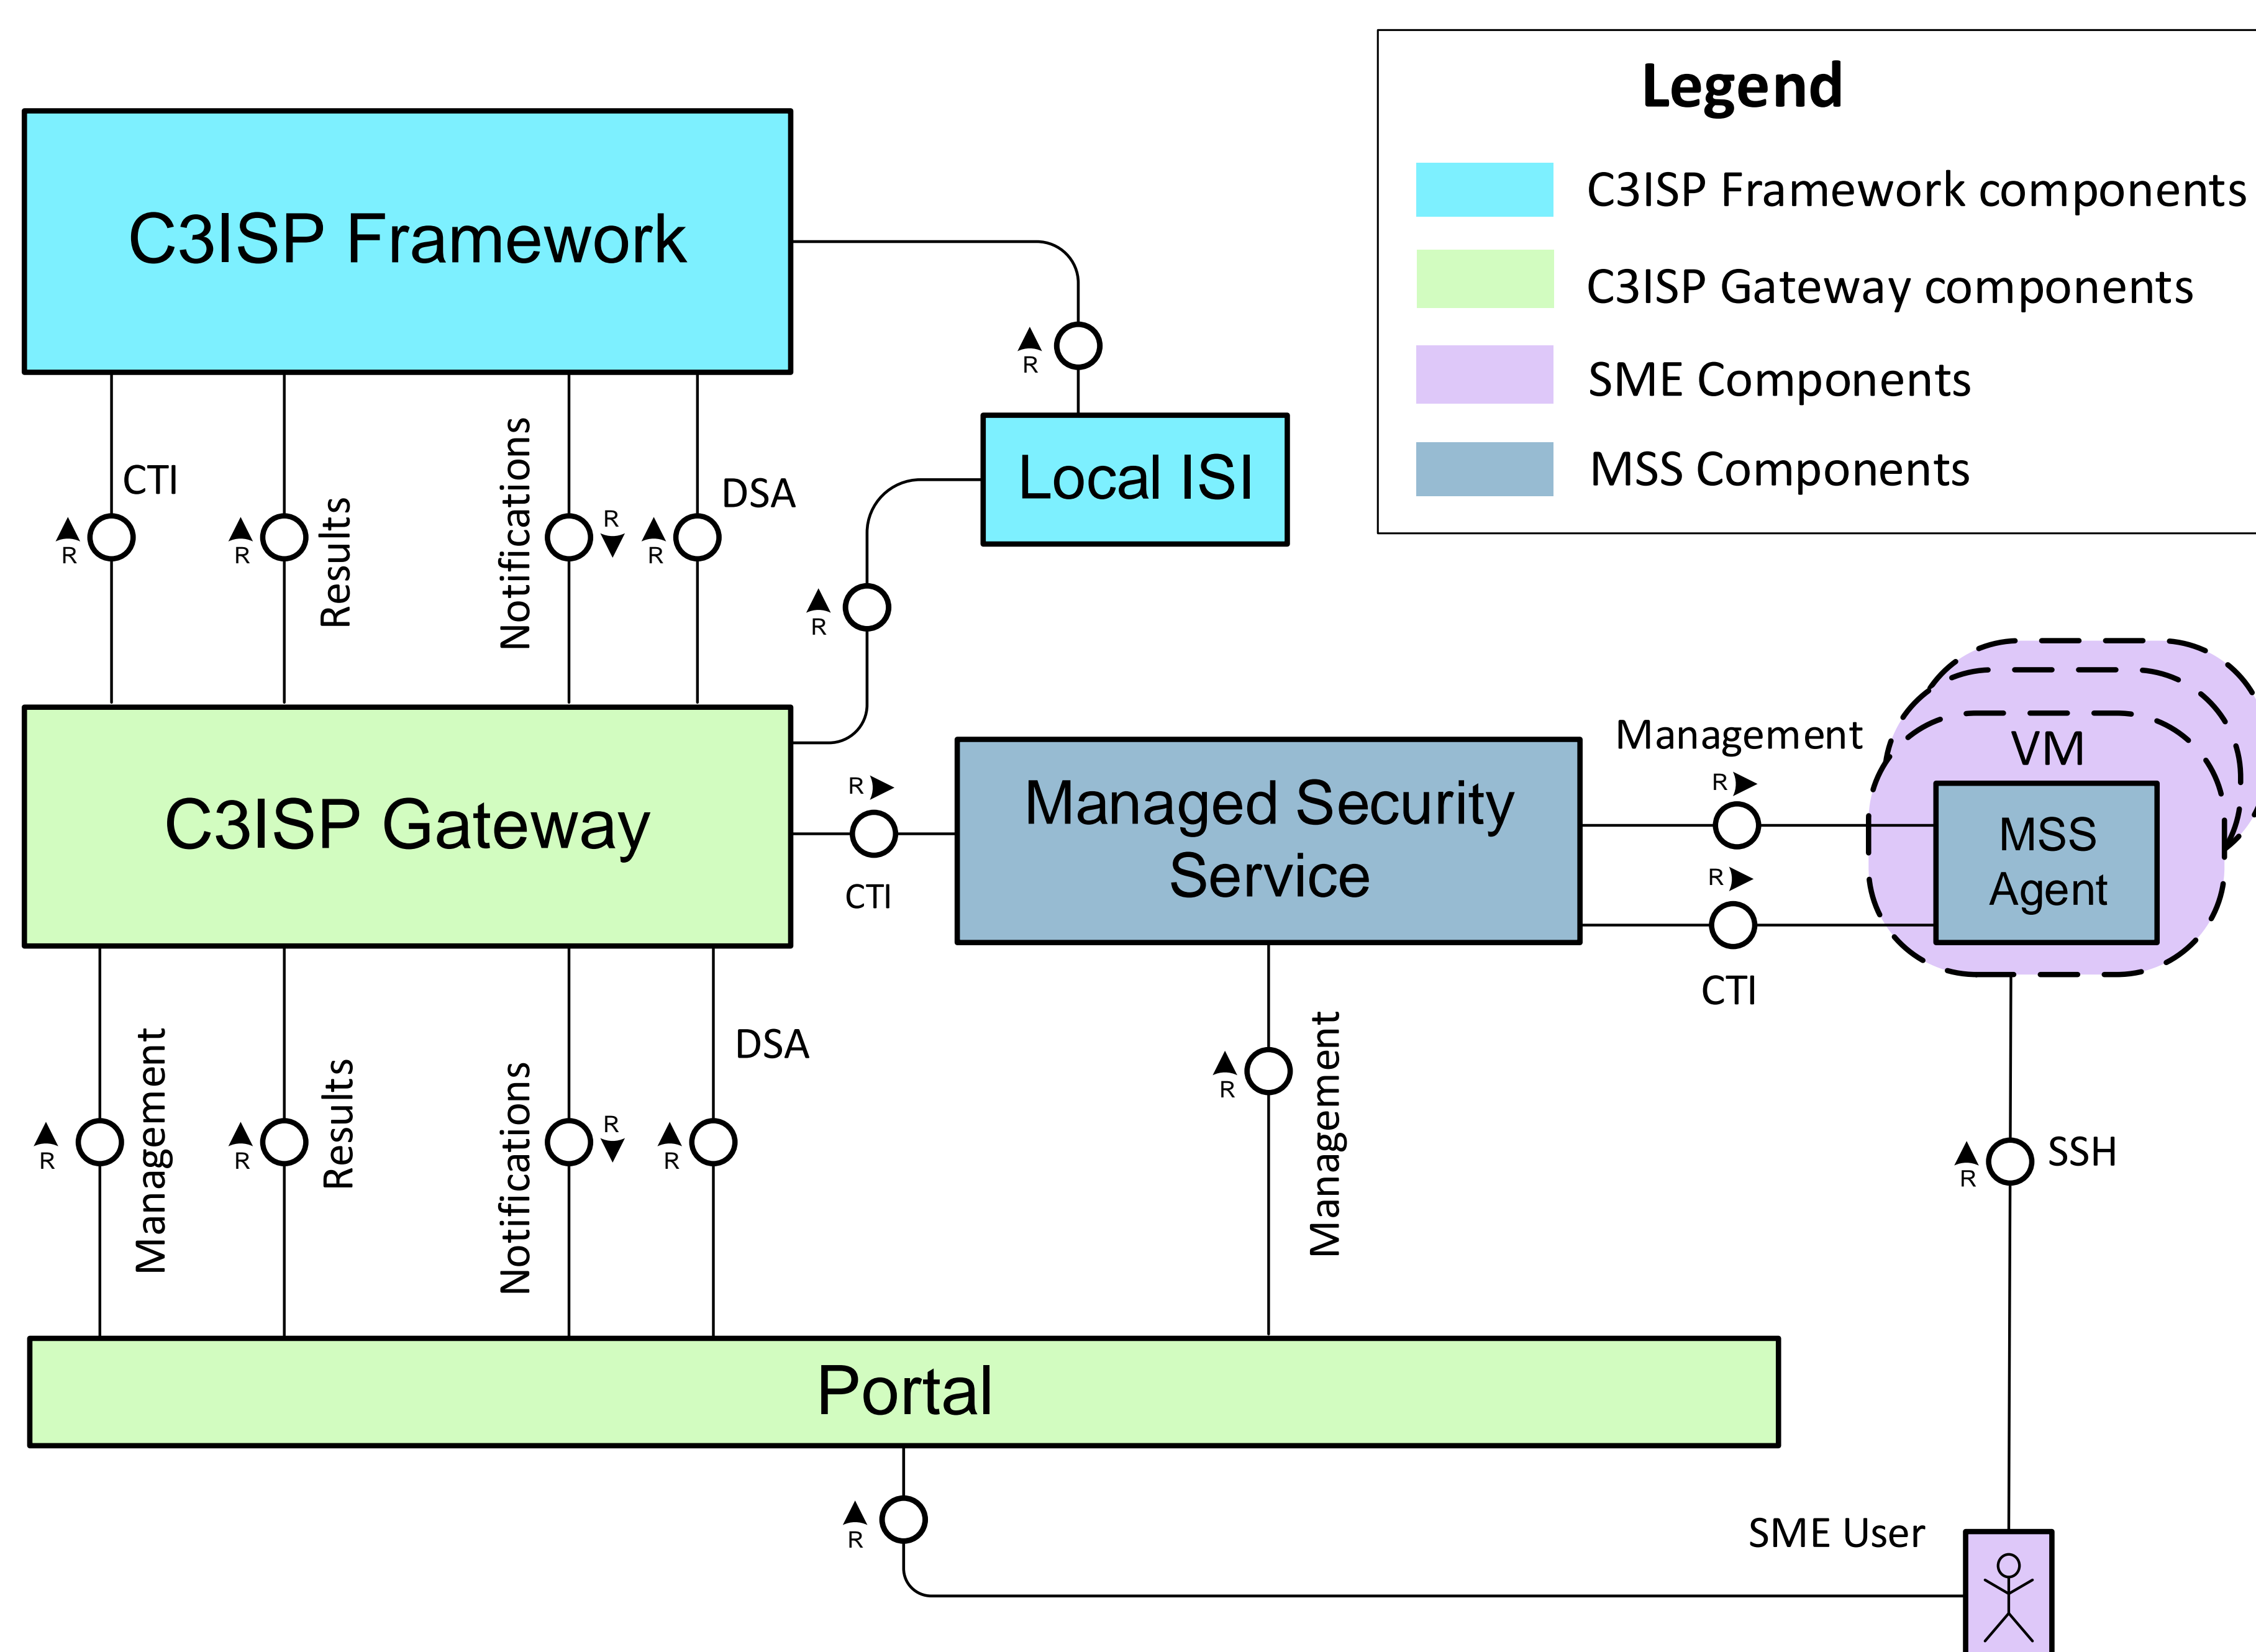 Legend
C3ISP Framework components
C3ISP Gateway components
SME Components
MSS Components
C3ISP Framework
R
Local ISI
CTI
R
R
Results
Notifications
R
R
DSA
R
C3ISP Gateway
R
CTI
Managed Security
Service
Management
R
R
CTI
VM
MSS
Agent
R
Management
R
Results
Notifications
R
R
DSA
R
Management
R
SSH
Portal
R
SME User